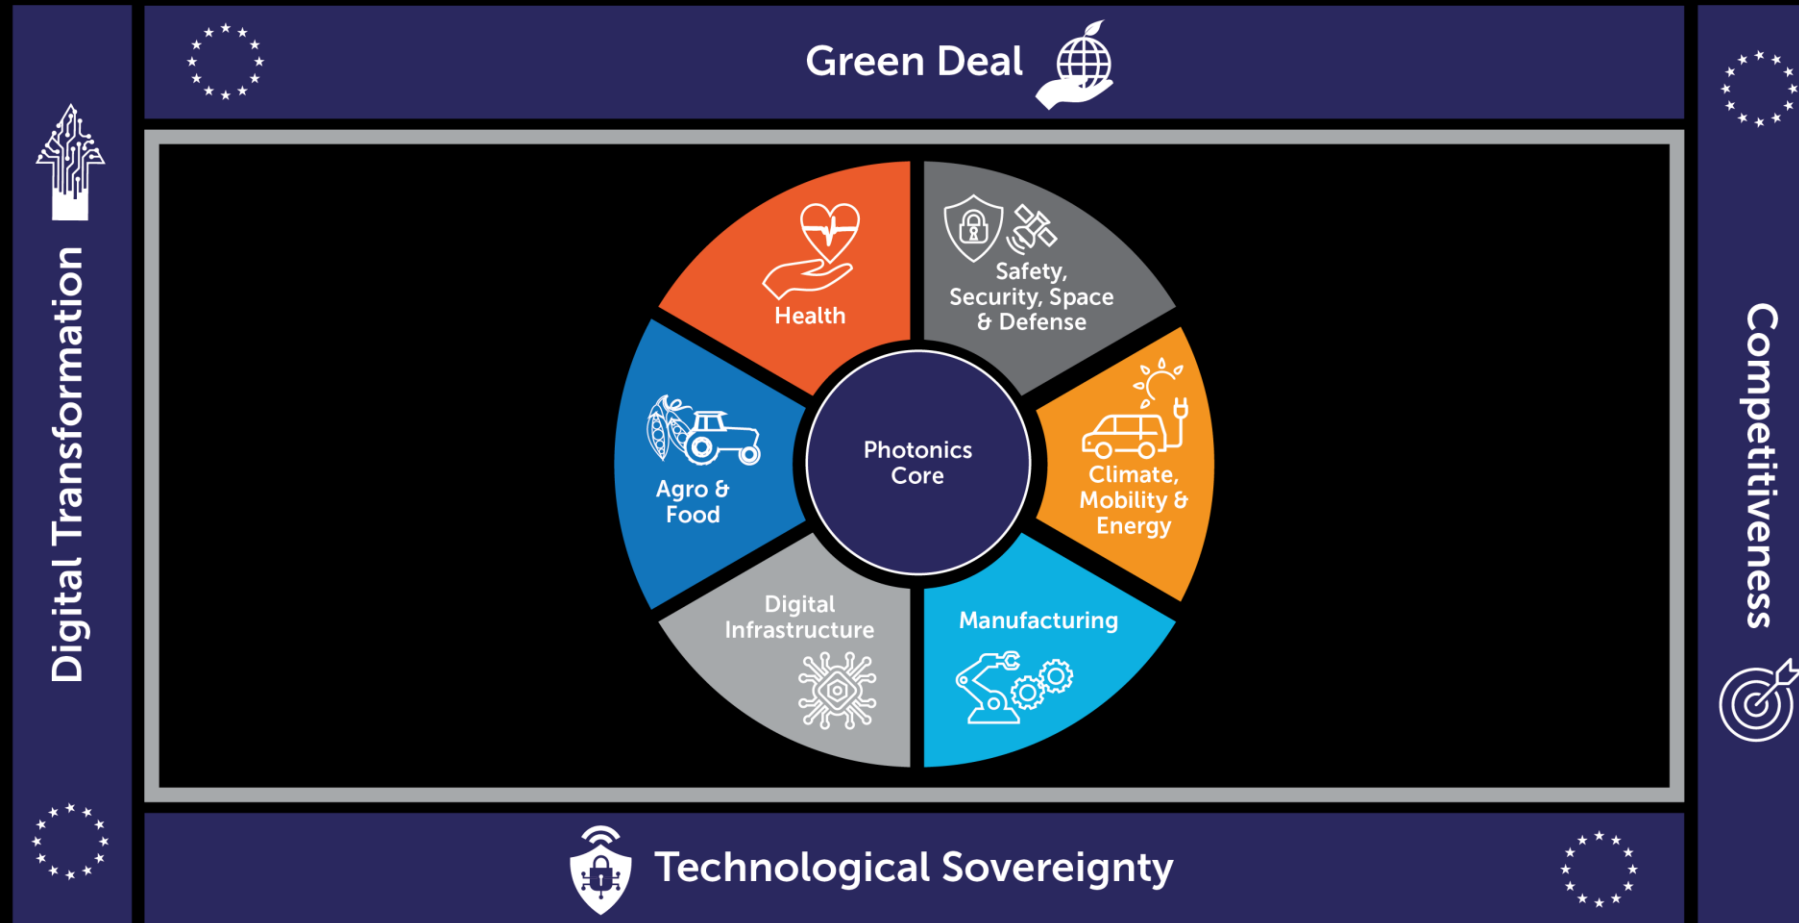 Green Deal
Digital Transformation
Health
Safety,
Security, Space
& Defense
Agro &
Food
Photonics
Core
Climate,
Mobility &
Energy
Digital
Infrastructure
Manufacturing
Competitiveness
Technological Sovereignty